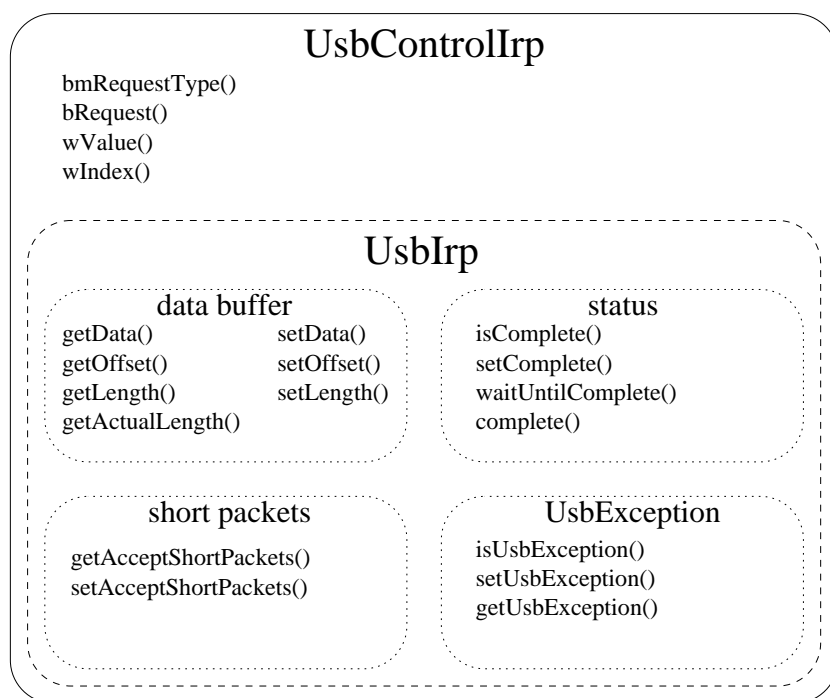 UsbControlIrp
bmRequestType()
bRequest()
wValue()
wIndex()
UsbIrp
data buffer
getData() setData()
getOffset() setOffset()
getLength() setLength()
getActualLength()
status
isComplete()
setComplete()
waitUntilComplete()
complete()
short packets
getAcceptShortPackets()
setAcceptShortPackets()
UsbException
isUsbException()
setUsbException()
getUsbException()